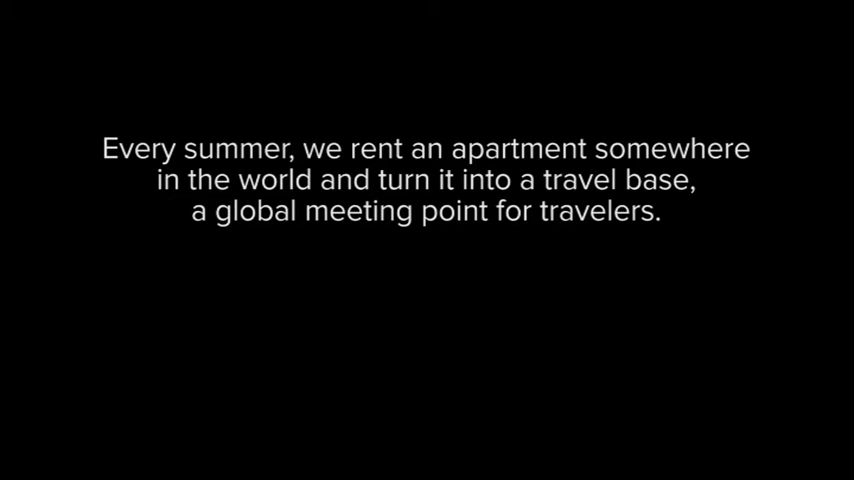 Every summer, we rent an apartment somewhere
in the world and turn it into a travel base,
a global meeting point for travelers.